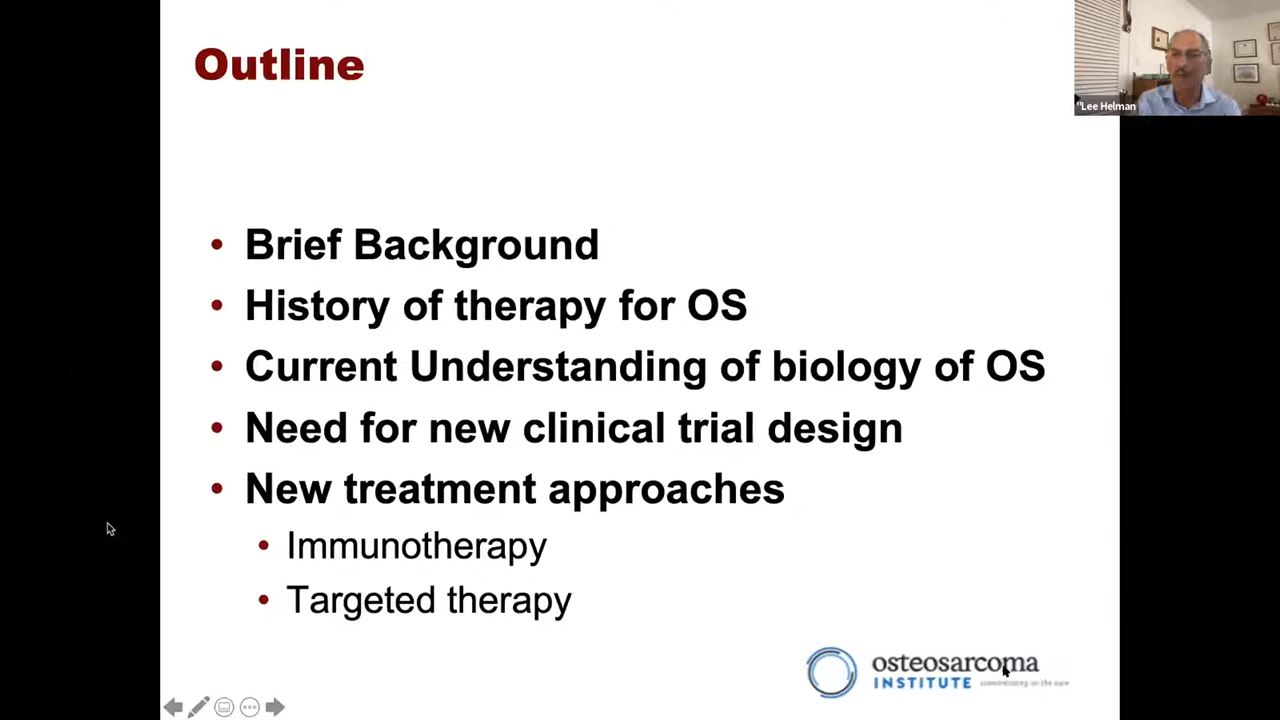 Outline
"Lee Helman
• Brief Background
• History of therapy for OS
• Current Understanding of biology of OS
• Need for new clinical trial design
• New treatment approaches
• Immunotherapy
• Targeted therapy
osteosarcoma
INSTITUTE